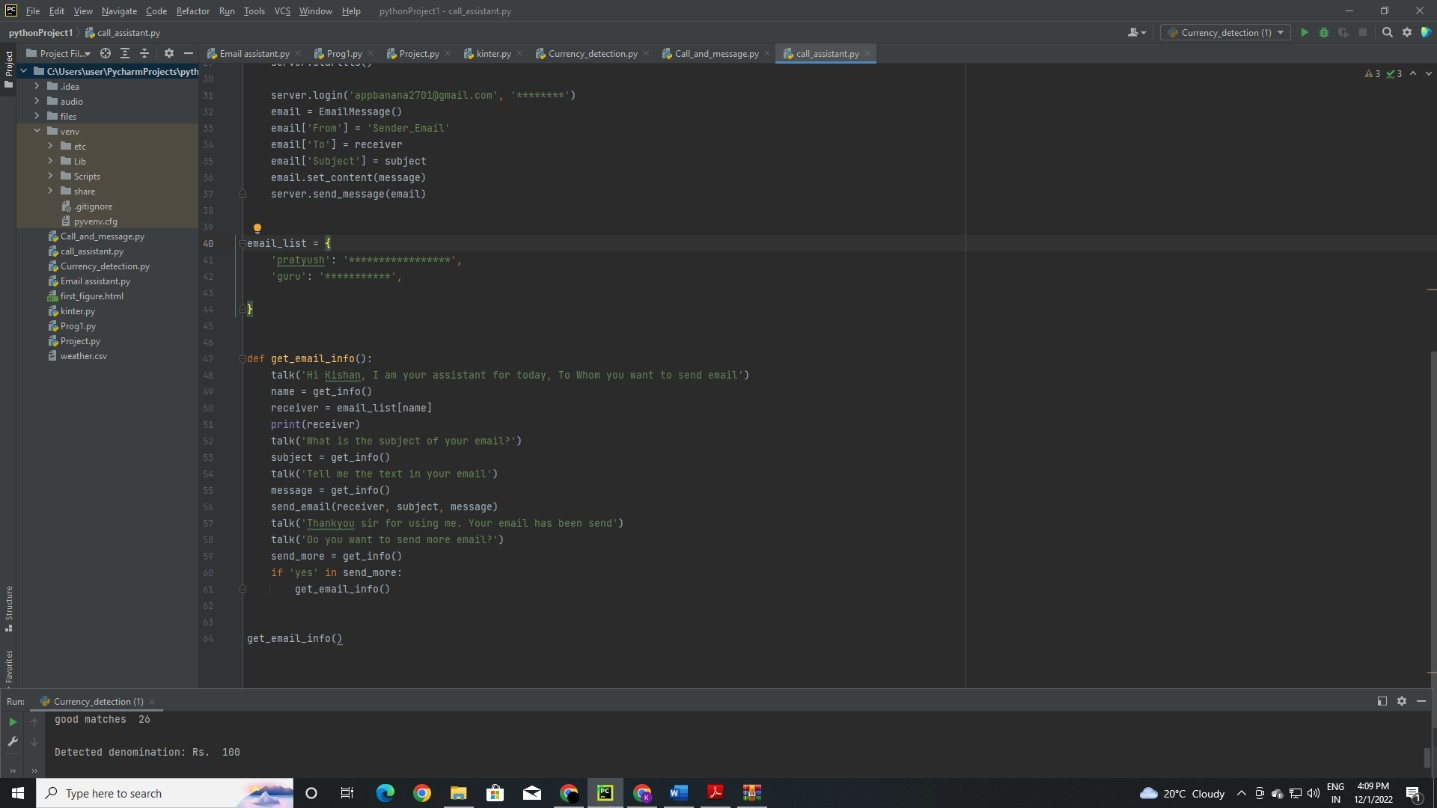 File Edit View Navigate Code Refactor Run Tools VCS Window Help pythonProject1 - call_assistant.py
pythonProject1 call_assistant.py Currency_detection (1)
Project Project Fil... Email assistant.py Prog1.py Project.py kinter.py Currency_detection.py Call_and_message.py call_assistant.py
C:\Users\user\PycharmProjects\pyth
.idea
audio
files
venv
etc
Lib
Scripts
share
.gitignore
pyvenv.cfg
Call_and_message.py
call_assistant.py
Currency_detection.py
Email assistant.py
first_figure.html
kinter.py
Prog1.py
Project.py
weather.csv
Structure
Favorites
3 3
30
31 server.login('appbanana2701@gmail.com', '********')
32 email = EmailMessage()
33 email['From'] = 'Sender_Email'
34 email['To'] = receiver
35 email['Subject'] = subject
36 email.set_content(message)
37 server.send_message(email)
38
39
40 email_list = {
41 'pratyush': '*****************',
42 'guru': '***********',
43
44 }
45
46
47 def get_email_info():
48 talk('Hi Kishan, I am your assistant for today, To Whom you want to send email')
49 name = get_info()
50 receiver = email_list[name]
51 print(receiver)
52 talk('What is the subject of your email?')
53 subject = get_info()
54 talk('Tell me the text in your email')
55 message = get_info()
56 send_email(receiver, subject, message)
57 talk('Thankyou sir for using me. Your email has been send')
58 talk('Do you want to send more email?')
59 send_more = get_info()
60 if 'yes' in send_more:
61 get_email_info()
62
63
64 get_email_info()
Run: Currency_detection (1)
good matches 26
Detected denomination: Rs. 100
Type here to search 20°C Cloudy ENG IN 4:09 PM 12/1/2022 1